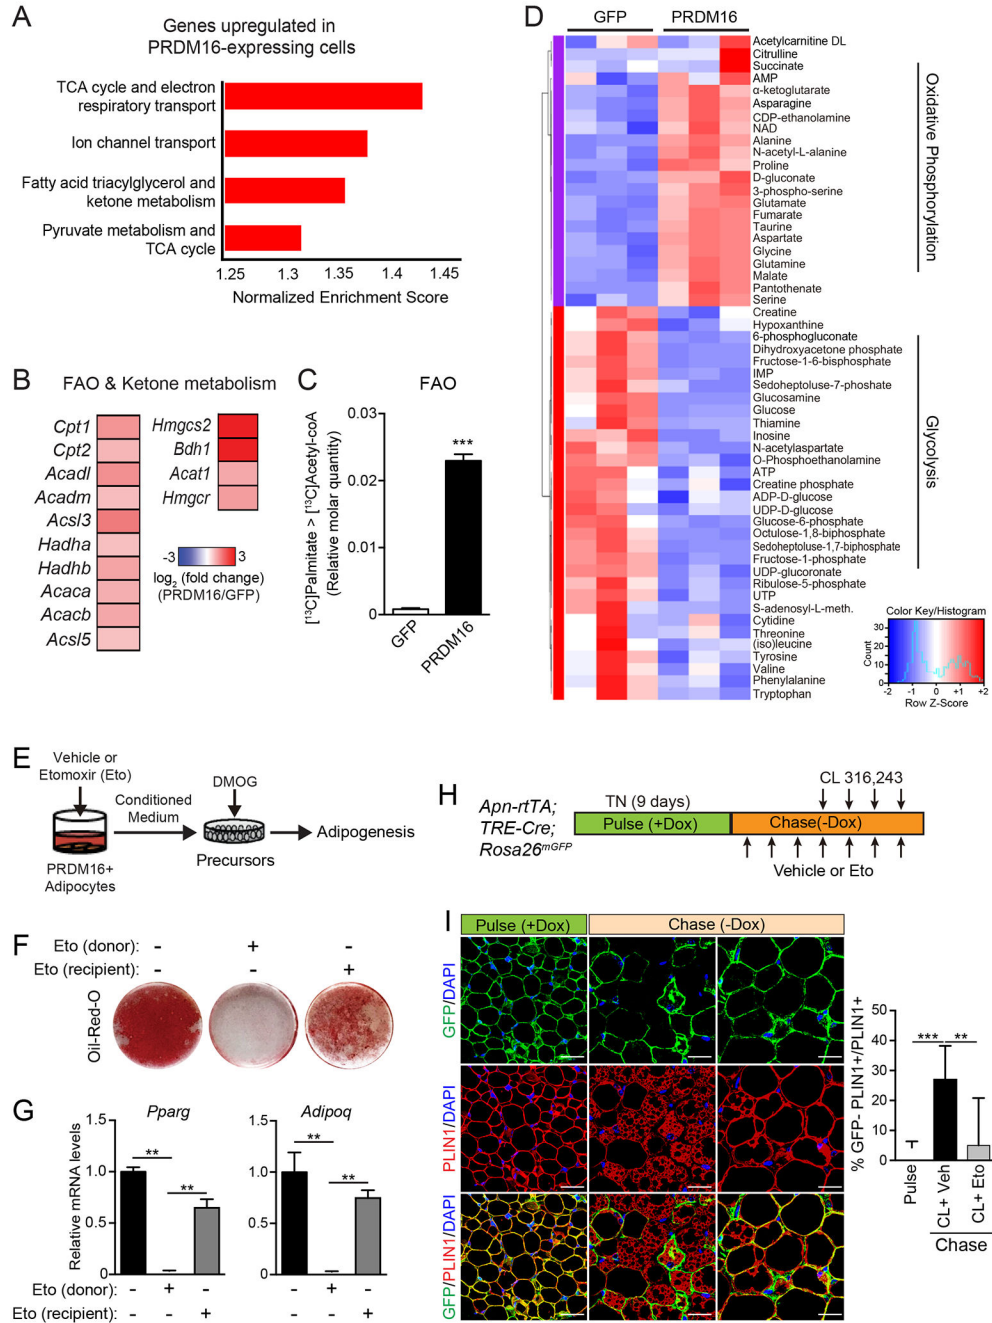 A
Genes upregulated in
PRDM16-expressing cells
TCA cycle and electron
respiratory transport
Ion channel transport
Fatty acid triacylglycerol and
ketone metabolism
Pyruvate metabolism and
TCA cycle
1.25 1.3 1.35 1.4 1.45
Normalized Enrichment Score
B
FAO & Ketone metabolism
Cpt1
Cpt2
Acadl
Acadm
Acsl3
Hadha
Hadhb
Acaca
Acacb
Acsl5
Hmgcs2
Bdh1
Acat1
Hmgcr
-3 3
log2 (fold change)
(PRDM16/GFP)
C
FAO
[13C]Palmitate > [13C]Acetyl-coA
(Relative molar quantity)
0.03
0.02
0.01
0
***
GFP
PRDM16
D
GFP PRDM16
Acetylcarnitine DL
Citrulline
Succinate
AMP
α-ketoglutarate
Asparagine
CDP-ethanolamine
NAD
Alanine
N-acetyl-L-alanine
Proline
D-gluconate
3-phospho-serine
Glutamate
Fumarate
Taurine
Aspartate
Glycine
Glutamine
Malate
Pantothenate
Serine
Creatine
Hypoxanthine
6-phosphogluconate
Dihydroxyacetone phosphate
Fructose-1-6-bisphosphate
IMP
Sedoheptoluse-7-phoshate
Glucosamine
Glucose
Thiamine
Inosine
N-acetylaspartate
O-Phosphoethanolamine
ATP
Creatine phosphate
ADP-D-glucose
UDP-D-glucose
Glucose-6-phosphate
Octulose-1,8-biphosphate
Sedoheptoluse-1,7-biphosphate
Fructose-1-phosphate
UDP-glucoronate
Ribulose-5-phosphate
UTP
S-adenosyl-L-meth.
Cytidine
Threonine
(iso)leucine
Tyrosine
Valine
Phenylalanine
Tryptophan
Oxidative Phosphorylation
Glycolysis
Color Key/Histogram
Count
30
20
10
0
-2 -1 0 +1 +2
Row Z-Score
E
Vehicle or
Etomoxir (Eto)
PRDM16+
Adipocytes
Conditioned
Medium
DMOG
Precursors
Adipogenesis
F
Eto (donor): - + -
Eto (recipient): - - +
Oil-Red-O
G
Relative mRNA levels
Pparg
1.5
1.0
0.5
0
**
**
Adipoq
1.5
1.0
0.5
0
**
**
Eto (donor): - + - - + -
Eto (recipient): - - + - - +
H
Apn-rtTA;
TRE-Cre;
Rosa26mGFP
TN (9 days)
Pulse (+Dox)
CL 316,243
Chase(-Dox)
Vehicle or Eto
I
Pulse (+Dox) Chase (-Dox)
GFP/DAPI
PLIN1/DAPI
GFP/PLIN1/DAPI
% GFP- PLIN1+/PLIN1+
50
40
30
20
10
0
*** **
Pulse
CL+ Veh
CL+ Eto
Chase